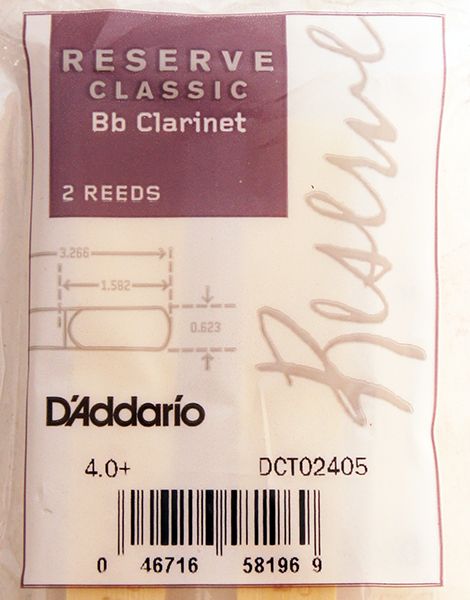 RESERVE
CLASSIC
Bb Clarinet
2 REEDS
Reserve
3.266
1.582
0.623
D'Addario
4.0+ DCT02405
0 46716 58196 9